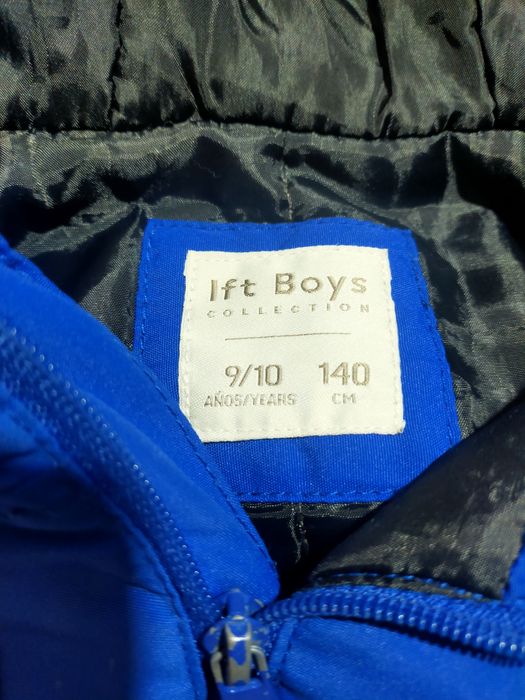 lft Boys
COLLECTION
9/10 140
AÑOS/YEARS CM